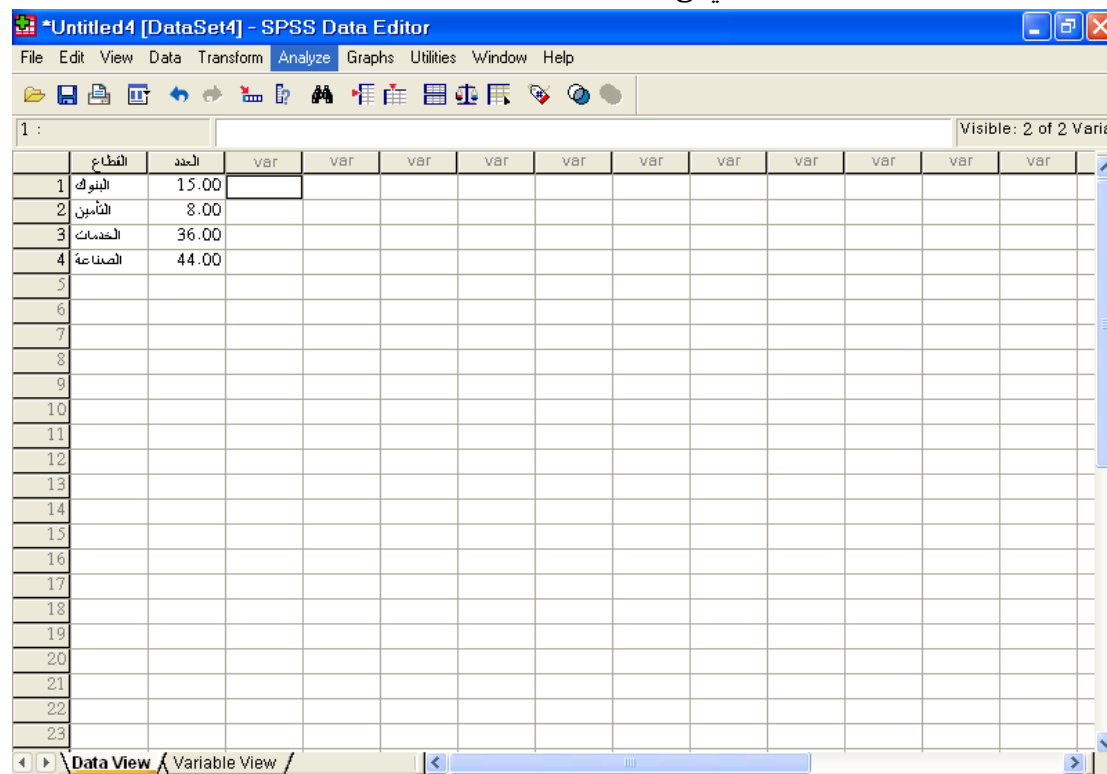 *Untitled4 [DataSet4] - SPSS Data Editor
File Edit View Data Transform Analyze Graphs Utilities Window Help
1 :
Visible: 2 of 2 Varia
القطاع العدد var var var var var var var var var var var
1 البنوك 15.00
2 التأمين 8.00
3 الخدمات 36.00
4 الصناعة 44.00
5
6
7
8
9
10
11
12
13
14
15
16
17
18
19
20
21
22
23
Data View Variable View